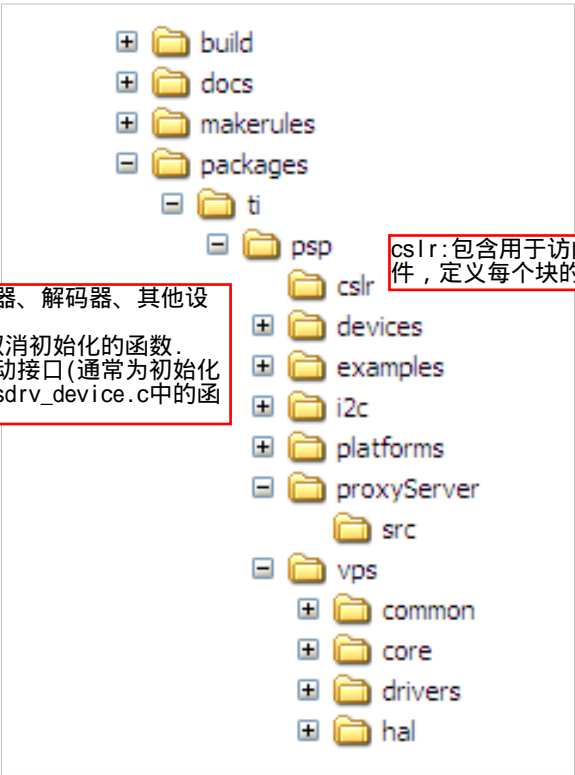 build
docs
makerules
packages
ti
psp
cslr:包含用于访
件，定义每个块的
cslr
器、解码器、其他设
devices
取消初始化的函数.
动接口(通常为初始化
examples
sdrv_device.c中的函
i2c
platforms
proxyServer
src
vps
common
core
drivers
hal